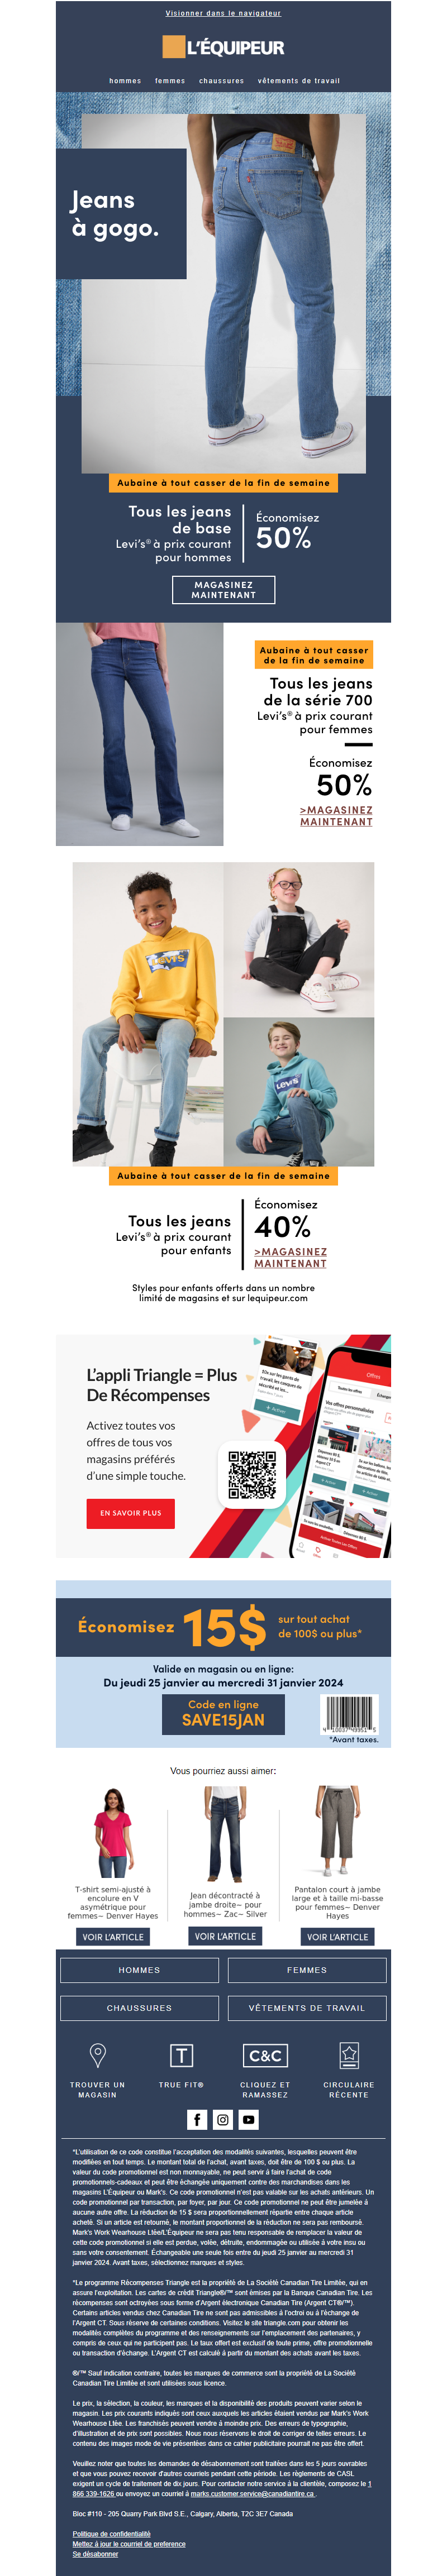 Visionner dans le navigateur
L'ÉQUIPEUR
hommes femmes chaussures vêtements de travail
Jeans
à gogo.
Aubaine à tout casser de la fin de semaine
Tous les jeans
de base
Levi's® à prix courant
pour hommes
Économisez
50%
MAGASINEZ
MAINTENANT
Aubaine à tout casser
de la fin de semaine
Tous les jeans
de la série 700
Levi's® à prix courant
pour femmes
Économisez
50%
>MAGASINEZ
MAINTENANT
LEVI'S
Levi's
Aubaine à tout casser de la fin de semaine
Tous les jeans
Levi's® à prix courant
pour enfants
Économisez
40%
>MAGASINEZ
MAINTENANT
Styles pour enfants offerts dans un nombre
limité de magasins et sur lequipeur.com
L'appli Triangle = Plus
De Récompenses
Activez toutes vos
offres de tous vos
magasins préférés
d'une simple touche.
EN SAVOIR PLUS
Offres
Toutes les offres
Vos offres personnalisées
Économisez 15$ sur tout achat
de 100$ ou plus*
Valide en magasin ou en ligne:
Du jeudi 25 janvier au mercredi 31 janvier 2024
Code en ligne
SAVE15JAN
*Avant taxes.
Vous pourriez aussi aimer:
T-shirt semi-ajusté à
encolure en V
asymétrique pour
femmes~ Denver Hayes
VOIR L'ARTICLE
Jean décontracté à
jambe droite~ pour
hommes~ Zac~ Silver
VOIR L'ARTICLE
Pantalon court à jambe
large et à taille mi-basse
pour femmes~ Denver
Hayes
VOIR L'ARTICLE
HOMMES
FEMMES
CHAUSSURES
VÊTEMENTS DE TRAVAIL
TROUVER UN
MAGASIN
T
TRUE FIT®
C&C
CLIQUEZ ET
RAMASSEZ
CIRCULAIRE
RÉCENTE
*L'utilisation de ce code constitue l'acceptation des modalités suivantes, lesquelles peuvent être
modifiées en tout temps. Le montant total de l'achat, avant taxes, doit être de 100 $ ou plus. La
valeur du code promotionnel est non monnayable, ne peut servir à faire l'achat de code
promotionnels-cadeaux et peut être échangée uniquement contre des marchandises dans les
magasins L'Équipeur ou Mark's. Ce code promotionnel n'est pas valable sur les achats antérieurs. Un
code promotionnel par transaction, par foyer, par jour. Ce code promotionnel ne peut être jumelée à
aucune autre offre. La réduction de 15 $ sera proportionnellement répartie entre chaque article
acheté. Si un article est retourné, le montant proportionnel de la réduction ne sera pas remboursé.
Mark's Work Wearhouse Ltée/L'Équipeur ne sera pas tenu responsable de remplacer la valeur de
cette code promotionnel si elle est perdue, volée, détruite, endommagée ou utilisée à votre insu ou
sans votre consentement. Échangeable une seule fois entre du jeudi 25 janvier au mercredi 31
janvier 2024. Avant taxes, sélectionnez marques et styles.
*Le programme Récompenses Triangle est la propriété de La Société Canadian Tire Limitée, qui en
assure l'exploitation. Les cartes de crédit Triangle®/™ sont émises par la Banque Canadian Tire. Les
récompenses sont octroyées sous forme d'Argent électronique Canadian Tire (Argent CT®/™).
Certains articles vendus chez Canadian Tire ne sont pas admissibles à l'octroi ou à l'échange de
l'Argent CT. Sous réserve de certaines conditions. Visitez le site triangle.com pour obtenir les
modalités complètes du programme et des renseignements sur l'emplacement des partenaires, y
compris de ceux qui ne participent pas. Le taux offert est exclusif de toute prime, offre promotionnelle
ou transaction d'échange. L'Argent CT est calculé à partir du montant des achats avant les taxes.
®/™ Sauf indication contraire, toutes les marques de commerce sont la propriété de La Société
Canadian Tire Limitée et sont utilisées sous licence.
Le prix, la sélection, la couleur, les marques et la disponibilité des produits peuvent varier selon le
magasin. Les prix courants indiqués sont ceux auxquels les articles étaient vendus par Mark's Work
Wearhouse Ltée. Les franchisés peuvent vendre à moindre prix. Des erreurs de typographie,
d'illustration et de prix sont possibles. Nous nous réservons le droit de corriger de telles erreurs. Le
contenu des images mode de vie présentées dans ce cahier publicitaire pourrait ne pas être offert.
Veuillez noter que toutes les demandes de désabonnement sont traitées dans les 5 jours ouvrables
et que vous pouvez recevoir d'autres courriels pendant cette période. Les règlements de CASL
exigent un cycle de traitement de dix jours. Pour contacter notre service à la clientèle, composez le 1
866 339-1626 ou envoyez un courriel à marks.customer.service@canadiantire.ca .
Bloc #110 - 205 Quarry Park Blvd S.E., Calgary, Alberta, T2C 3E7 Canada
Politique de confidentialité
Mettez à jour le courriel de preference
Se désabonner